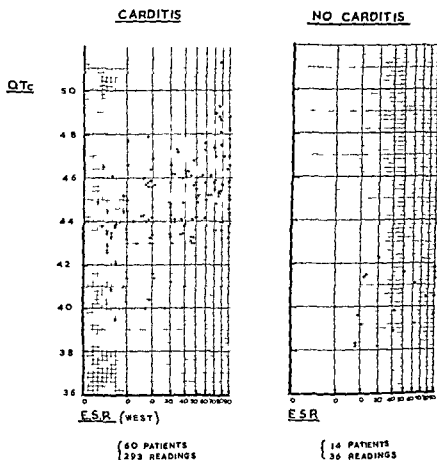 CARDITIS
NO CARDITIS
QTc
50
48
46
44
42
40
38
36
E.S.R. (WEST)
ESR
{60 PATIENTS
293 READINGS
{14 PATIENTS
36 READINGS